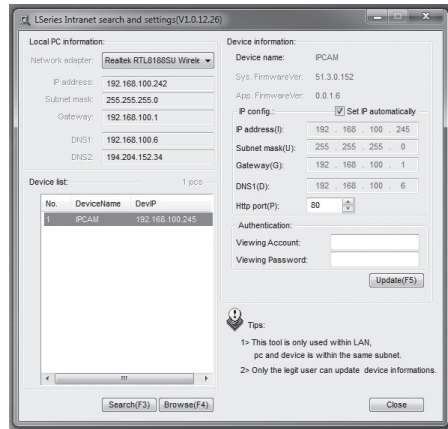 LSeries Intranet search and settings(V1.0.12.26)
Local PC information:
Network adapter: Realtek RTL8188SU Wirele
IP address: 192.168.100.242
Subnet mask: 255.255.255.0
Gateway: 192.168.100.1
DNS1: 192.168.100.6
DNS2: 194.204.152.34
Device list: 1 pcs
No. DeviceName DevIP
1 IPCAM 192.168.100.245
Search(F3) Browse(F4)
Device information:
Device name: IPCAM
Sys. FirmwareVer: 51.3.0.152
App. FirmwareVer: 0.0.1.6
IP config.: Set IP automatically
IP address(I): 192 . 168 . 100 . 245
Subnet mask(U): 255 . 255 . 255 . 0
Gateway(G): 192 . 168 . 100 . 1
DNS1(D): 192 . 168 . 100 . 6
Http port(P): 80
Authentication:
Viewing Account:
Viewing Password:
Update(F5)
Tips:
1> This tool is only used within LAN,
pc and device is within the same subnet.
2> Only the legit user can update device informations.
Close